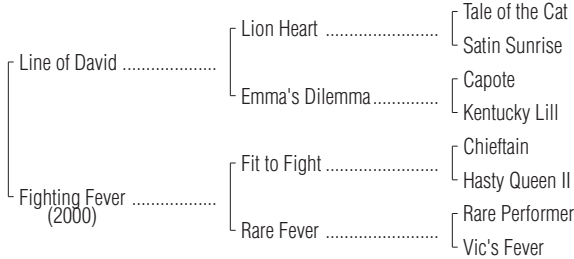 Tale of the Cat
Lion Heart ........................
Satin Sunrise
Line of David ....................
Capote
Emma's Dilemma..............
Kentucky Lill
Chieftain
Fit to Fight ........................
Hasty Queen II
Fighting Fever ..................
(2000)
Rare Performer
Rare Fever ........................
Vic's Fever